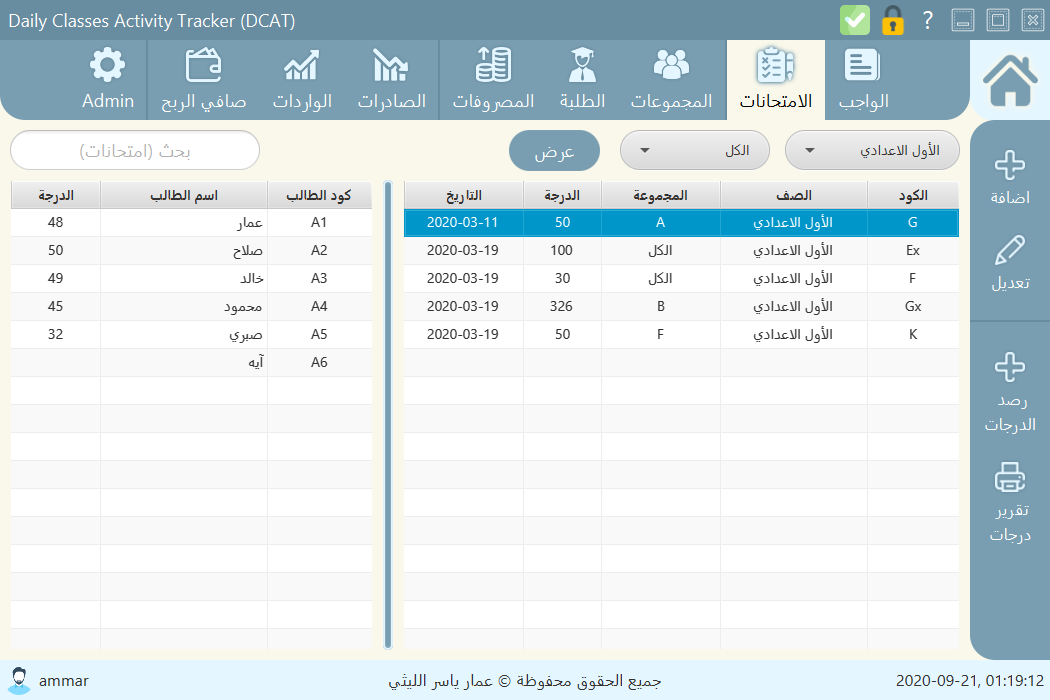 Daily Classes Activity Tracker (DCAT)
?
الواجب
الامتحانات
المجموعات
الطلبة
المصروفات
الصادرات
الواردات
صافي الربح
Admin
الأول الاعدادي
الكل
عرض
بحث (امتحانات)
اضافة
تعديل
رصد
الدرجات
تقرير
درجات
الكود الصف المجموعة الدرجة التاريخ
G الأول الاعدادي A 50 2020-03-11
Ex الأول الاعدادي الكل 100 2020-03-19
F الأول الاعدادي الكل 30 2020-03-19
Gx الأول الاعدادي B 326 2020-03-19
K الأول الاعدادي F 50 2020-03-19
كود الطالب اسم الطالب الدرجة
A1 عمار 48
A2 صلاح 50
A3 خالد 49
A4 محمود 45
A5 صبري 32
A6 آيه
ammar
جميع الحقوق محفوظة © عمار ياسر الليثي
2020-09-21, 01:19:12